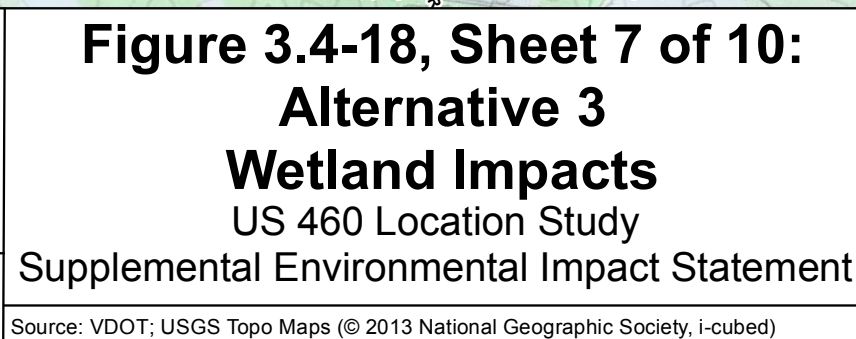 Figure 3.4-18, Sheet 7 of 10:
Alternative 3
Wetland Impacts
US 460 Location Study
Supplemental Environmental Impact Statement
Source: VDOT; USGS Topo Maps (© 2013 National Geographic Society, i-cubed)